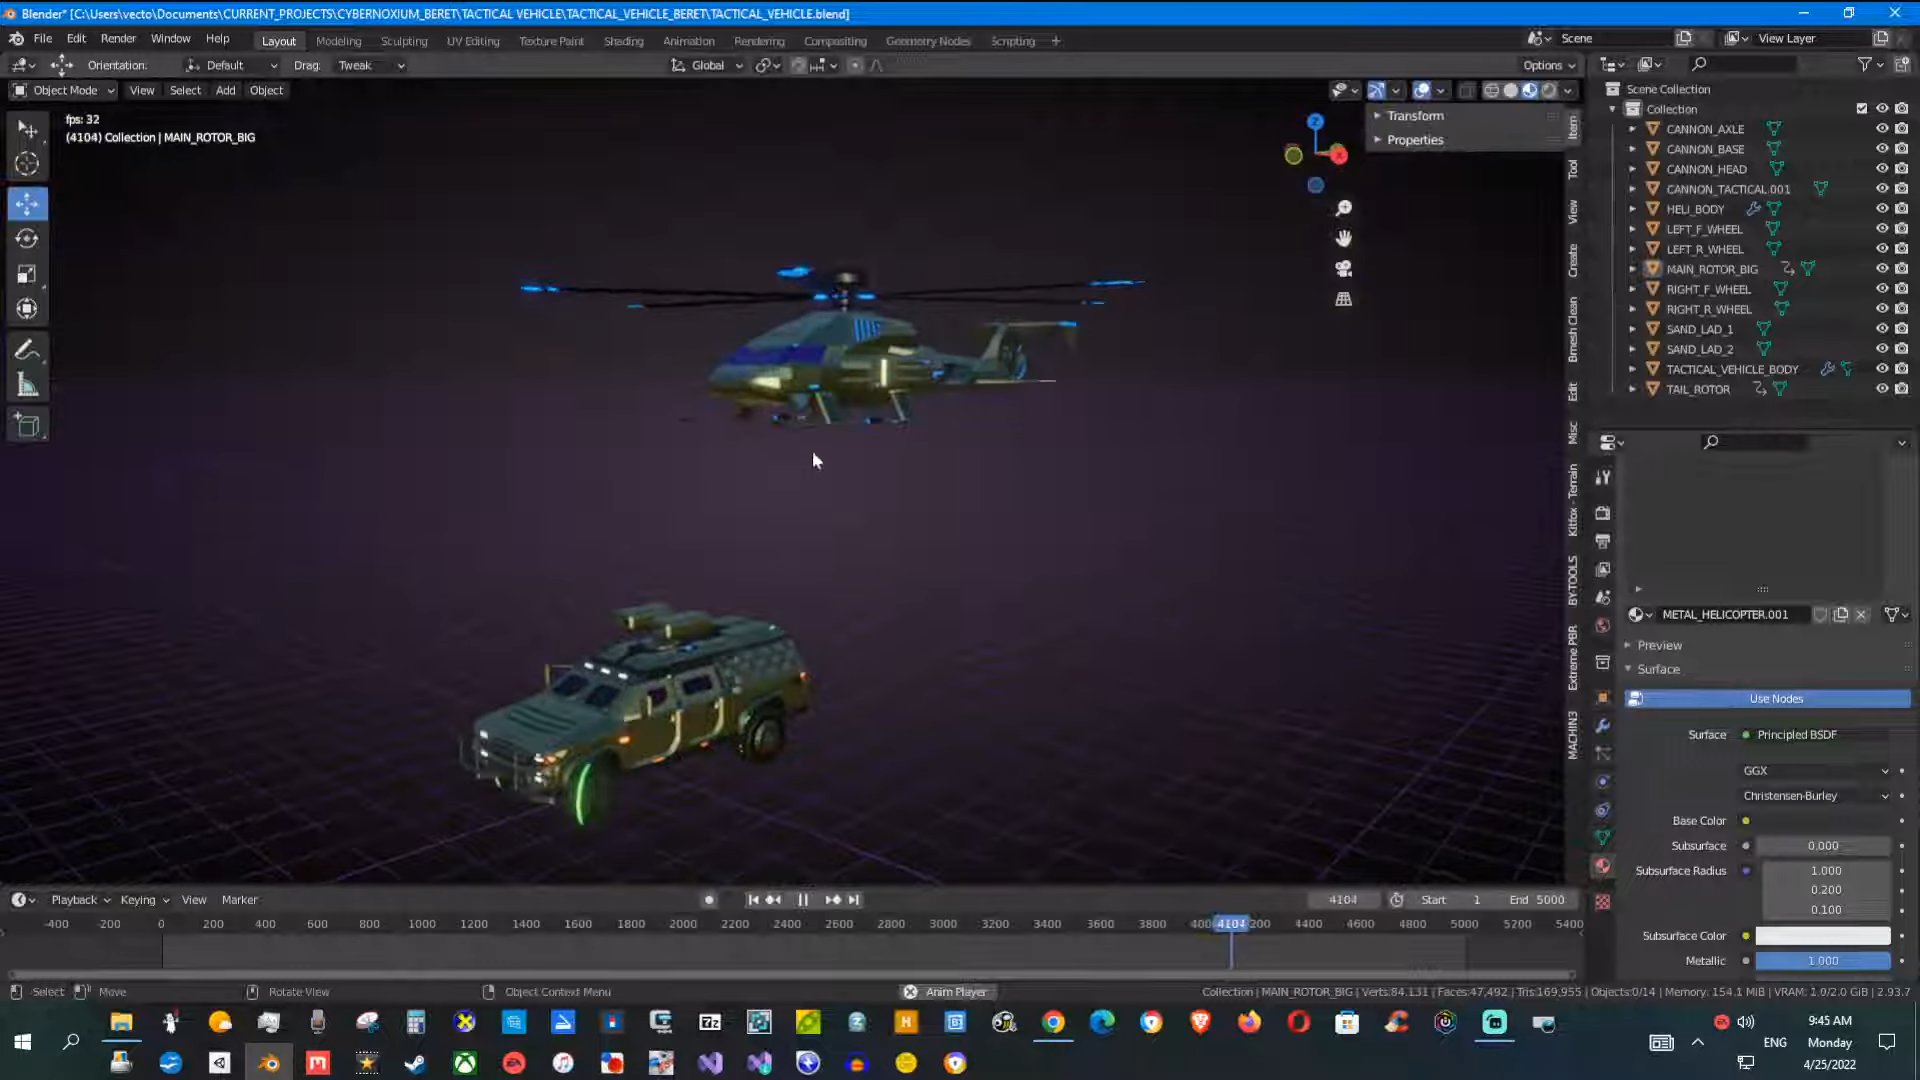 Blender* [C:\Users\vecto\Documents\CURRENT_PROJECTS\CYBERNOXIUM_BERET\TACTICAL VEHICLE\TACTICAL_VEHICLE_BERET\TACTICAL_VEHICLE.blend]
File Edit Render Window Help Layout Modeling Sculpting UV Editing Texture Paint Shading Animation Rendering Compositing Geometry Nodes Scripting + Scene View Layer
Orientation: Default Drag: Tweak Global Options
Object Mode View Select Add Object
fps: 32
(4104) Collection | MAIN_ROTOR_BIG
Z
X
Transform
Properties
Item
Tool
View
Create
Bmesh Clean
Edit
Misc
Kitfox - Terrain
BY-TOOLS
Extreme PBR
MACHIN3
Scene Collection
Collection
CANNON_AXLE
CANNON_BASE
CANNON_HEAD
CANNON_TACTICAL.001
HELI_BODY
LEFT_F_WHEEL
LEFT_R_WHEEL
MAIN_ROTOR_BIG
RIGHT_F_WHEEL
RIGHT_R_WHEEL
SAND_LAD_1
SAND_LAD_2
TACTICAL_VEHICLE_BODY
TAIL_ROTOR
METAL_HELICOPTER.001
Preview
Surface
Use Nodes
Surface Principled BSDF
GGX
Christensen-Burley
Base Color
Subsurface 0.000
Subsurface Radius 1.000
0.200
0.100
Subsurface Color
Metallic 1.000
Playback Keying View Marker 4104 Start 1 End 5000
-400 -200 0 200 400 600 800 1000 1200 1400 1600 1800 2000 2200 2400 2600 2800 3000 3200 3400 3600 3800 400 4104 200 4400 4600 4800 5000 5200 5400
Select Move Rotate View Object Context Menu Anim Player Collection | MAIN_ROTOR_BIG | Verts:84,131 | Faces:47,492 | Tris:169,955 | Objects:0/14 | Memory: 154.1 MiB | VRAM: 1.0/2.0 GiB | 2.93.7
9:45 AM
ENG Monday
4/25/2022